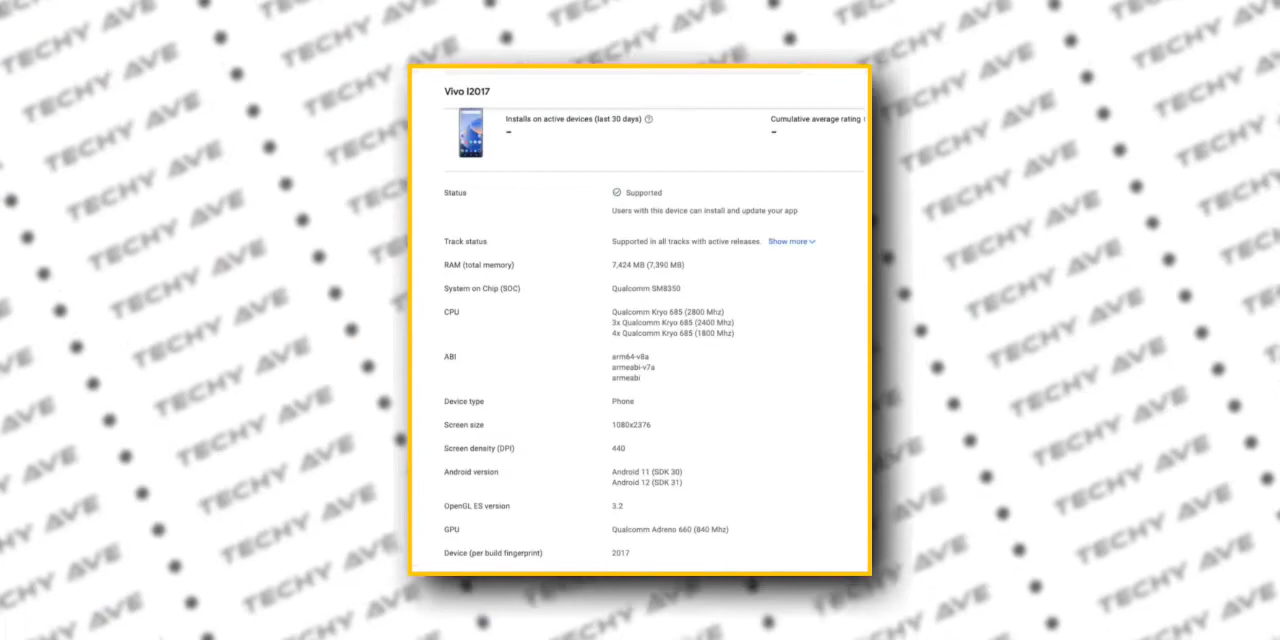 Vivo I2017
Installs on active devices (last 30 days)
Cumulative average rating
–
–
Status
Supported
Users with this device can install and update your app
Track status
Supported in all tracks with active releases. Show more
RAM (total memory)
7,424 MB (7,390 MB)
System on Chip (SOC)
Qualcomm SM8350
CPU
Qualcomm Kryo 685 (2800 Mhz)
3x Qualcomm Kryo 685 (2400 Mhz)
4x Qualcomm Kryo 685 (1800 Mhz)
ABI
arm64-v8a
armeabi-v7a
armeabi
Device type
Phone
Screen size
1080x2376
Screen density (DPI)
440
Android version
Android 11 (SDK 30)
Android 12 (SDK 31)
OpenGL ES version
3.2
GPU
Qualcomm Adreno 660 (840 Mhz)
Device (per build fingerprint)
2017
TECHY AVE